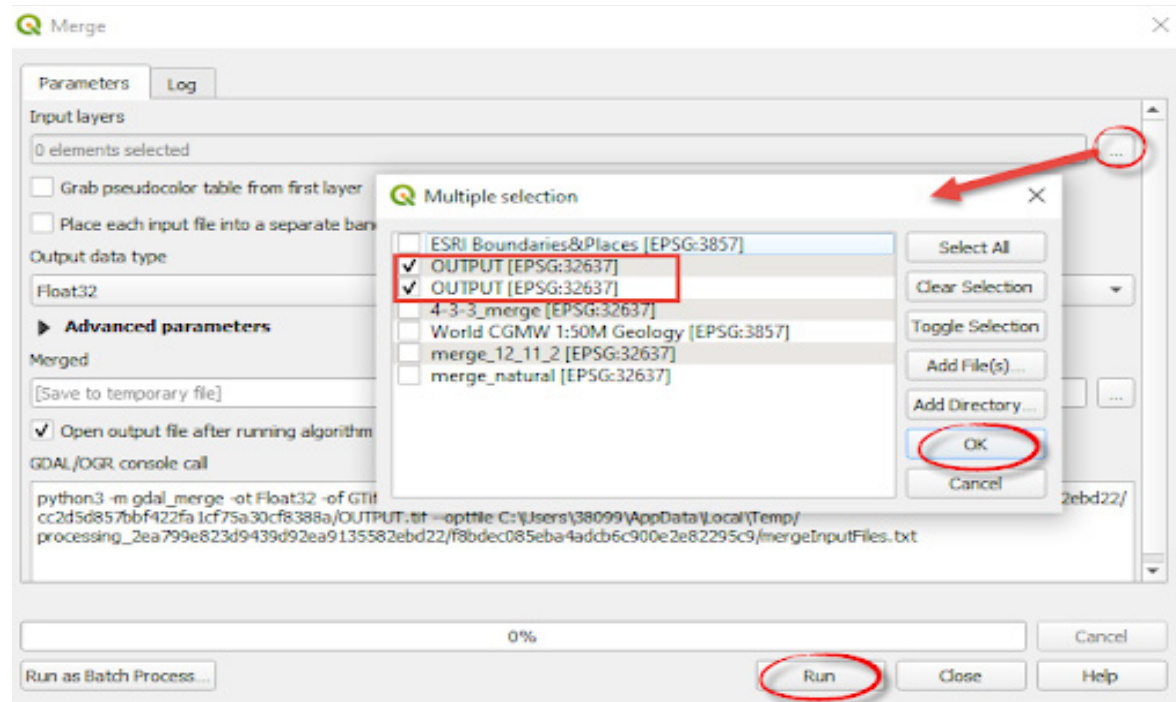 Merge
Parameters
Log
Input layers
0 elements selected
...
Grab pseudocolor table from first layer
Place each input file into a separate ban
Output data type
Float32
Advanced parameters
Merged
[Save to temporary file]
...
Open output file after running algorithm
GDAL/OGR console call
python3 -m gdal_merge -ot Float32 -of GTif
2ebd22/
cc2d5d857bbf422fa1cf75a30cf8388a/OUTPUT.tif --optfile C:\Users\38099\AppData\Local\Temp/
processing_2ea799e823d9439d92ea9135582ebd22/f8bdec085eba4adcb6c900e2e82295c9/mergeInputFiles.txt
Multiple selection
ESRI Boundaries&Places [EPSG:3857]
OUTPUT [EPSG:32637]
OUTPUT [EPSG:32637]
4-3-3_merge [EPSG:32637]
World CGMW 1:50M Geology [EPSG:3857]
merge_12_11_2 [EPSG:32637]
merge_natural [EPSG:32637]
Select All
Clear Selection
Toggle Selection
Add File(s)...
Add Directory...
OK
Cancel
0%
Cancel
Run as Batch Process...
Run
Close
Help